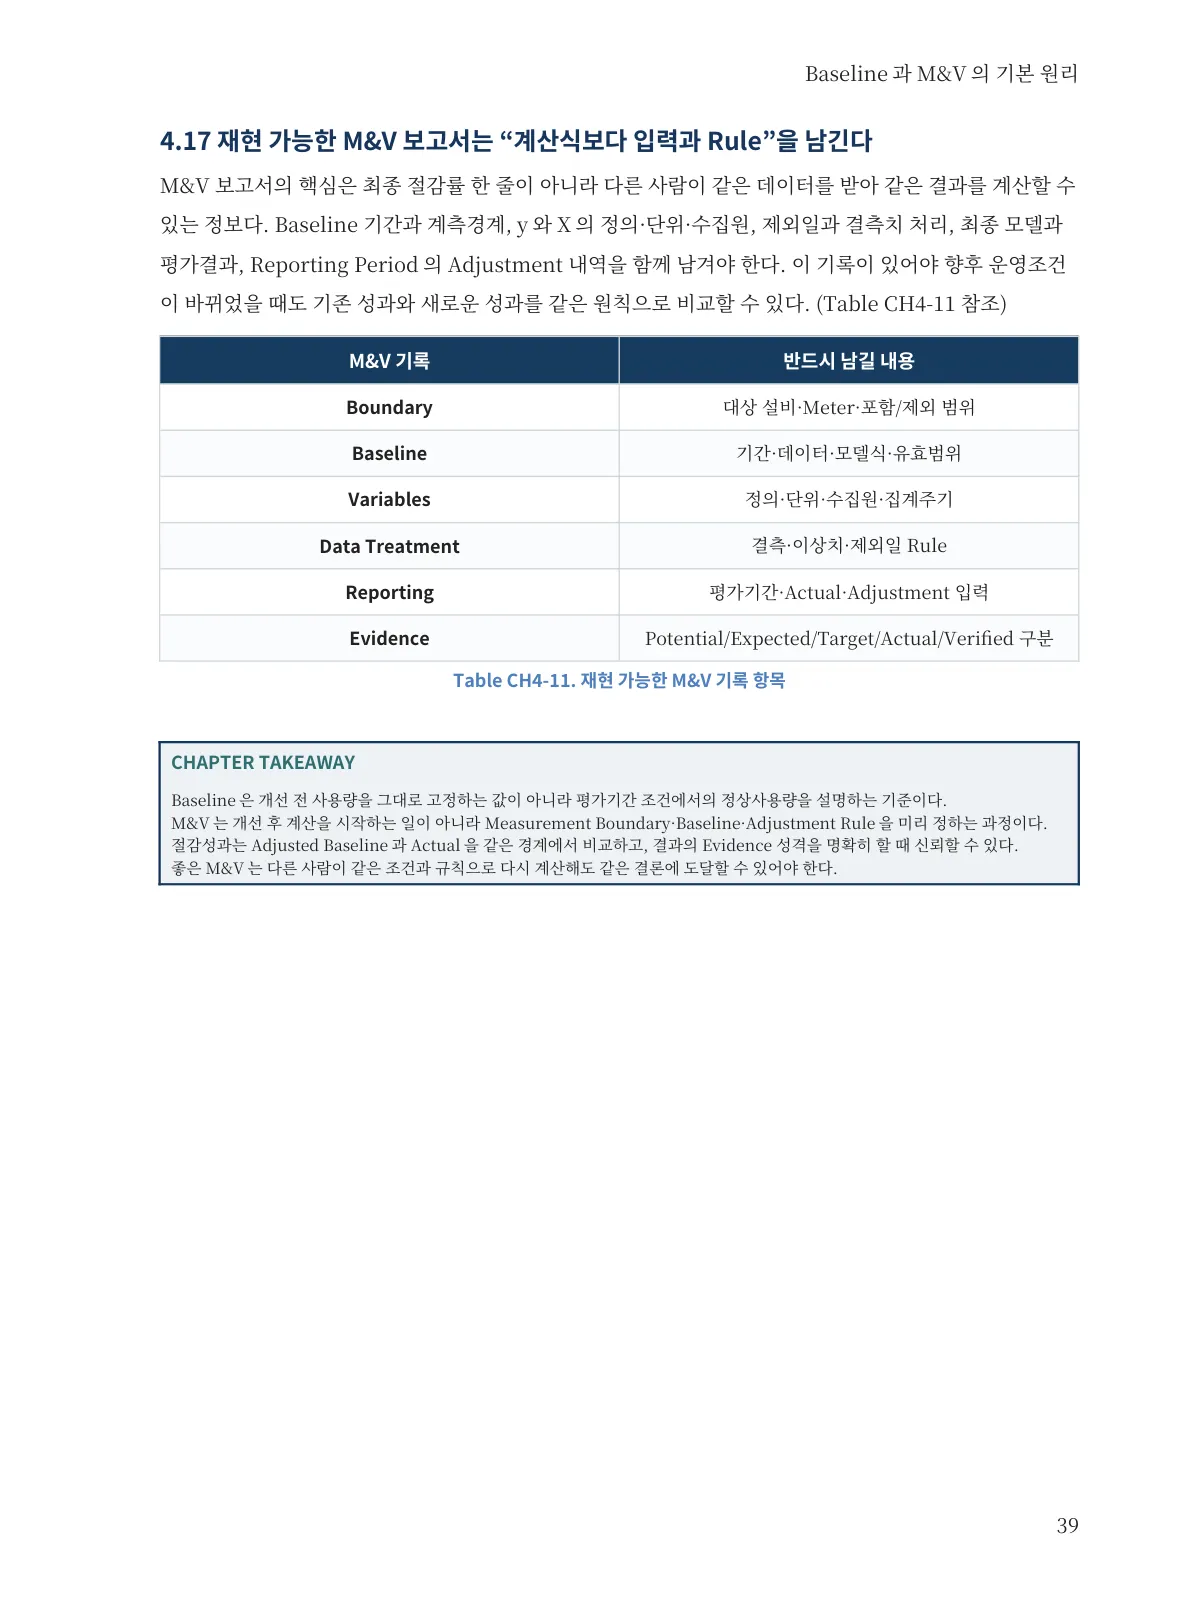 Baseline 과 M&V 의 기본 원리
4.17 재현 가능한 M&V 보고서는 “계산식보다 입력과 Rule”을 남긴다
M&V 보고서의 핵심은 최종 절감률 한 줄이 아니라 다른 사람이 같은 데이터를 받아 같은 결과를 계산할 수
있는 정보다. Baseline 기간과 계측경계, y 와 X 의 정의·단위·수집원, 제외일과 결측치 처리, 최종 모델과
평가결과, Reporting Period 의 Adjustment 내역을 함께 남겨야 한다. 이 기록이 있어야 향후 운영조건
이 바뀌었을 때도 기존 성과와 새로운 성과를 같은 원칙으로 비교할 수 있다. (Table CH4-11 참조)
M&V 기록 반드시 남길 내용
Boundary 대상 설비·Meter·포함/제외 범위
Baseline 기간·데이터·모델식·유효범위
Variables 정의·단위·수집원·집계주기
Data Treatment 결측·이상치·제외일 Rule
Reporting 평가기간·Actual·Adjustment 입력
Evidence Potential/Expected/Target/Actual/Verified 구분
Table CH4-11. 재현 가능한 M&V 기록 항목
CHAPTER TAKEAWAY
Baseline 은 개선 전 사용량을 그대로 고정하는 값이 아니라 평가기간 조건에서의 정상사용량을 설명하는 기준이다.
M&V 는 개선 후 계산을 시작하는 일이 아니라 Measurement Boundary·Baseline·Adjustment Rule 을 미리 정하는 과정이다.
절감성과는 Adjusted Baseline 과 Actual 을 같은 경계에서 비교하고, 결과의 Evidence 성격을 명확히 할 때 신뢰할 수 있다.
좋은 M&V 는 다른 사람이 같은 조건과 규칙으로 다시 계산해도 같은 결론에 도달할 수 있어야 한다.
39